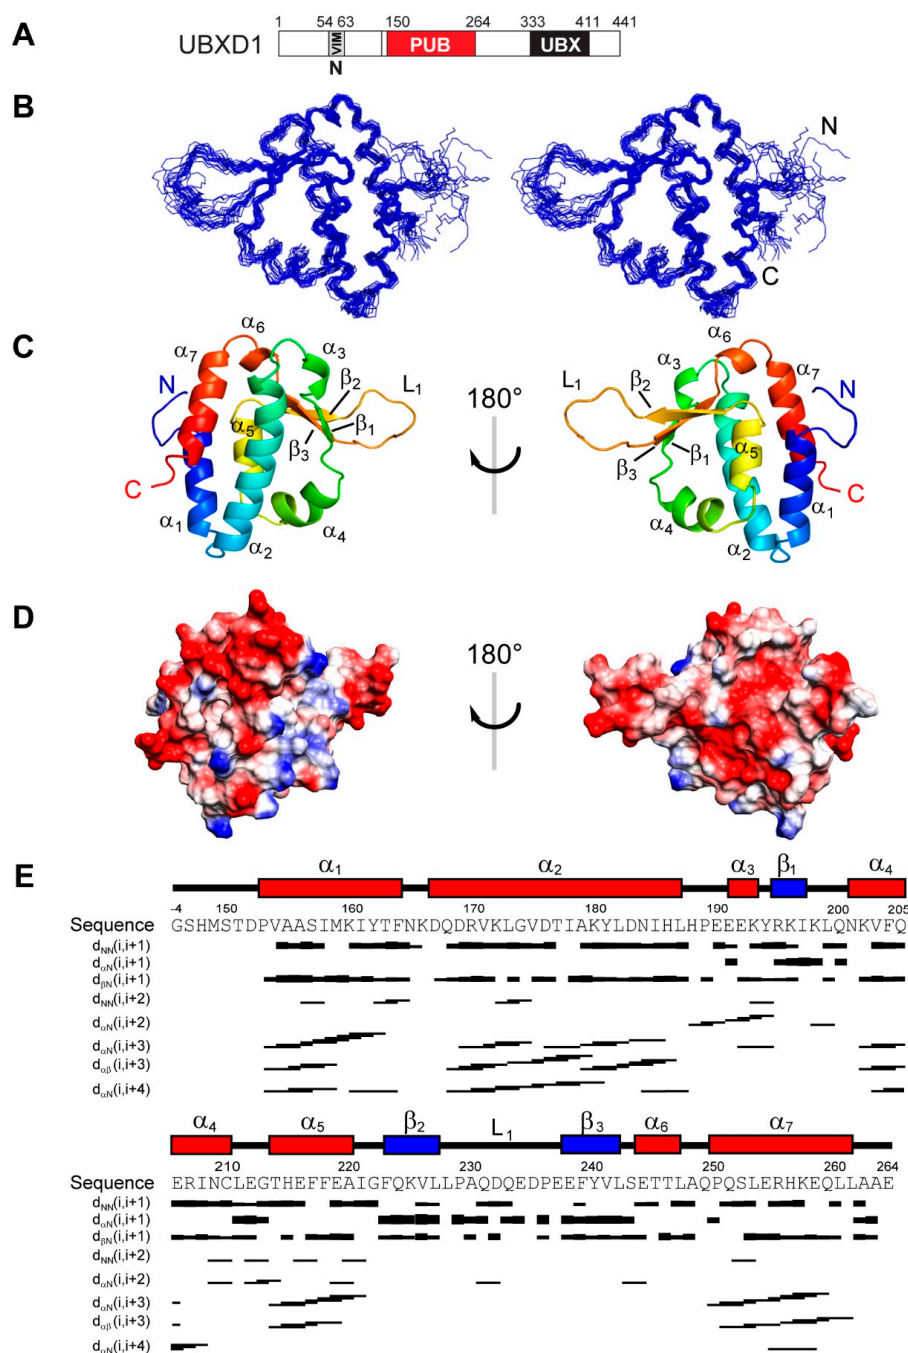 A
1 54 63 150 264 333 411 441
UBXD1 VIM PUB UBX
N
B
N
C
C
α6
α7
α3
N
β2
L1
α5
β1
β3
C
α1
α2
α4
180°
α6
α3
α7
L1
β2
N
α5
β3
β1
C
α4
α1
α2
D
180°
E
α1 α2 α3 β1 α4
-4 150 160 170 180 190 200 205
Sequence GSHMSTDPVAASIMKIYTFNKDQDRVKLGVDTIAKYLDNIHLHPEEEKYRKIKLQNKVFQ
dNN(i,i+1)
dαN(i,i+1)
dβN(i,i+1)
dNN(i,i+2)
dαN(i,i+2)
dαN(i,i+3)
dαβ(i,i+3)
dαN(i,i+4)
α4 α5 β2 L1 β3 α6 α7
210 220 230 240 250 260 264
Sequence ERINCLEGTHEFFEAIGFQKVLLPAQDQEDPEEFYVLSETTLAQPQSLERHKEQLLAAE
dNN(i,i+1)
dαN(i,i+1)
dβN(i,i+1)
dNN(i,i+2)
dαN(i,i+2)
dαN(i,i+3)
dαβ(i,i+3)
dαN(i,i+4)